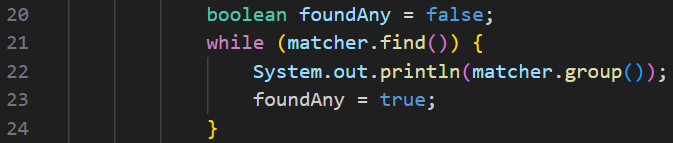 20 boolean foundAny = false;
21 while (matcher.find()) {
22 System.out.println(matcher.group());
23 foundAny = true;
24 }